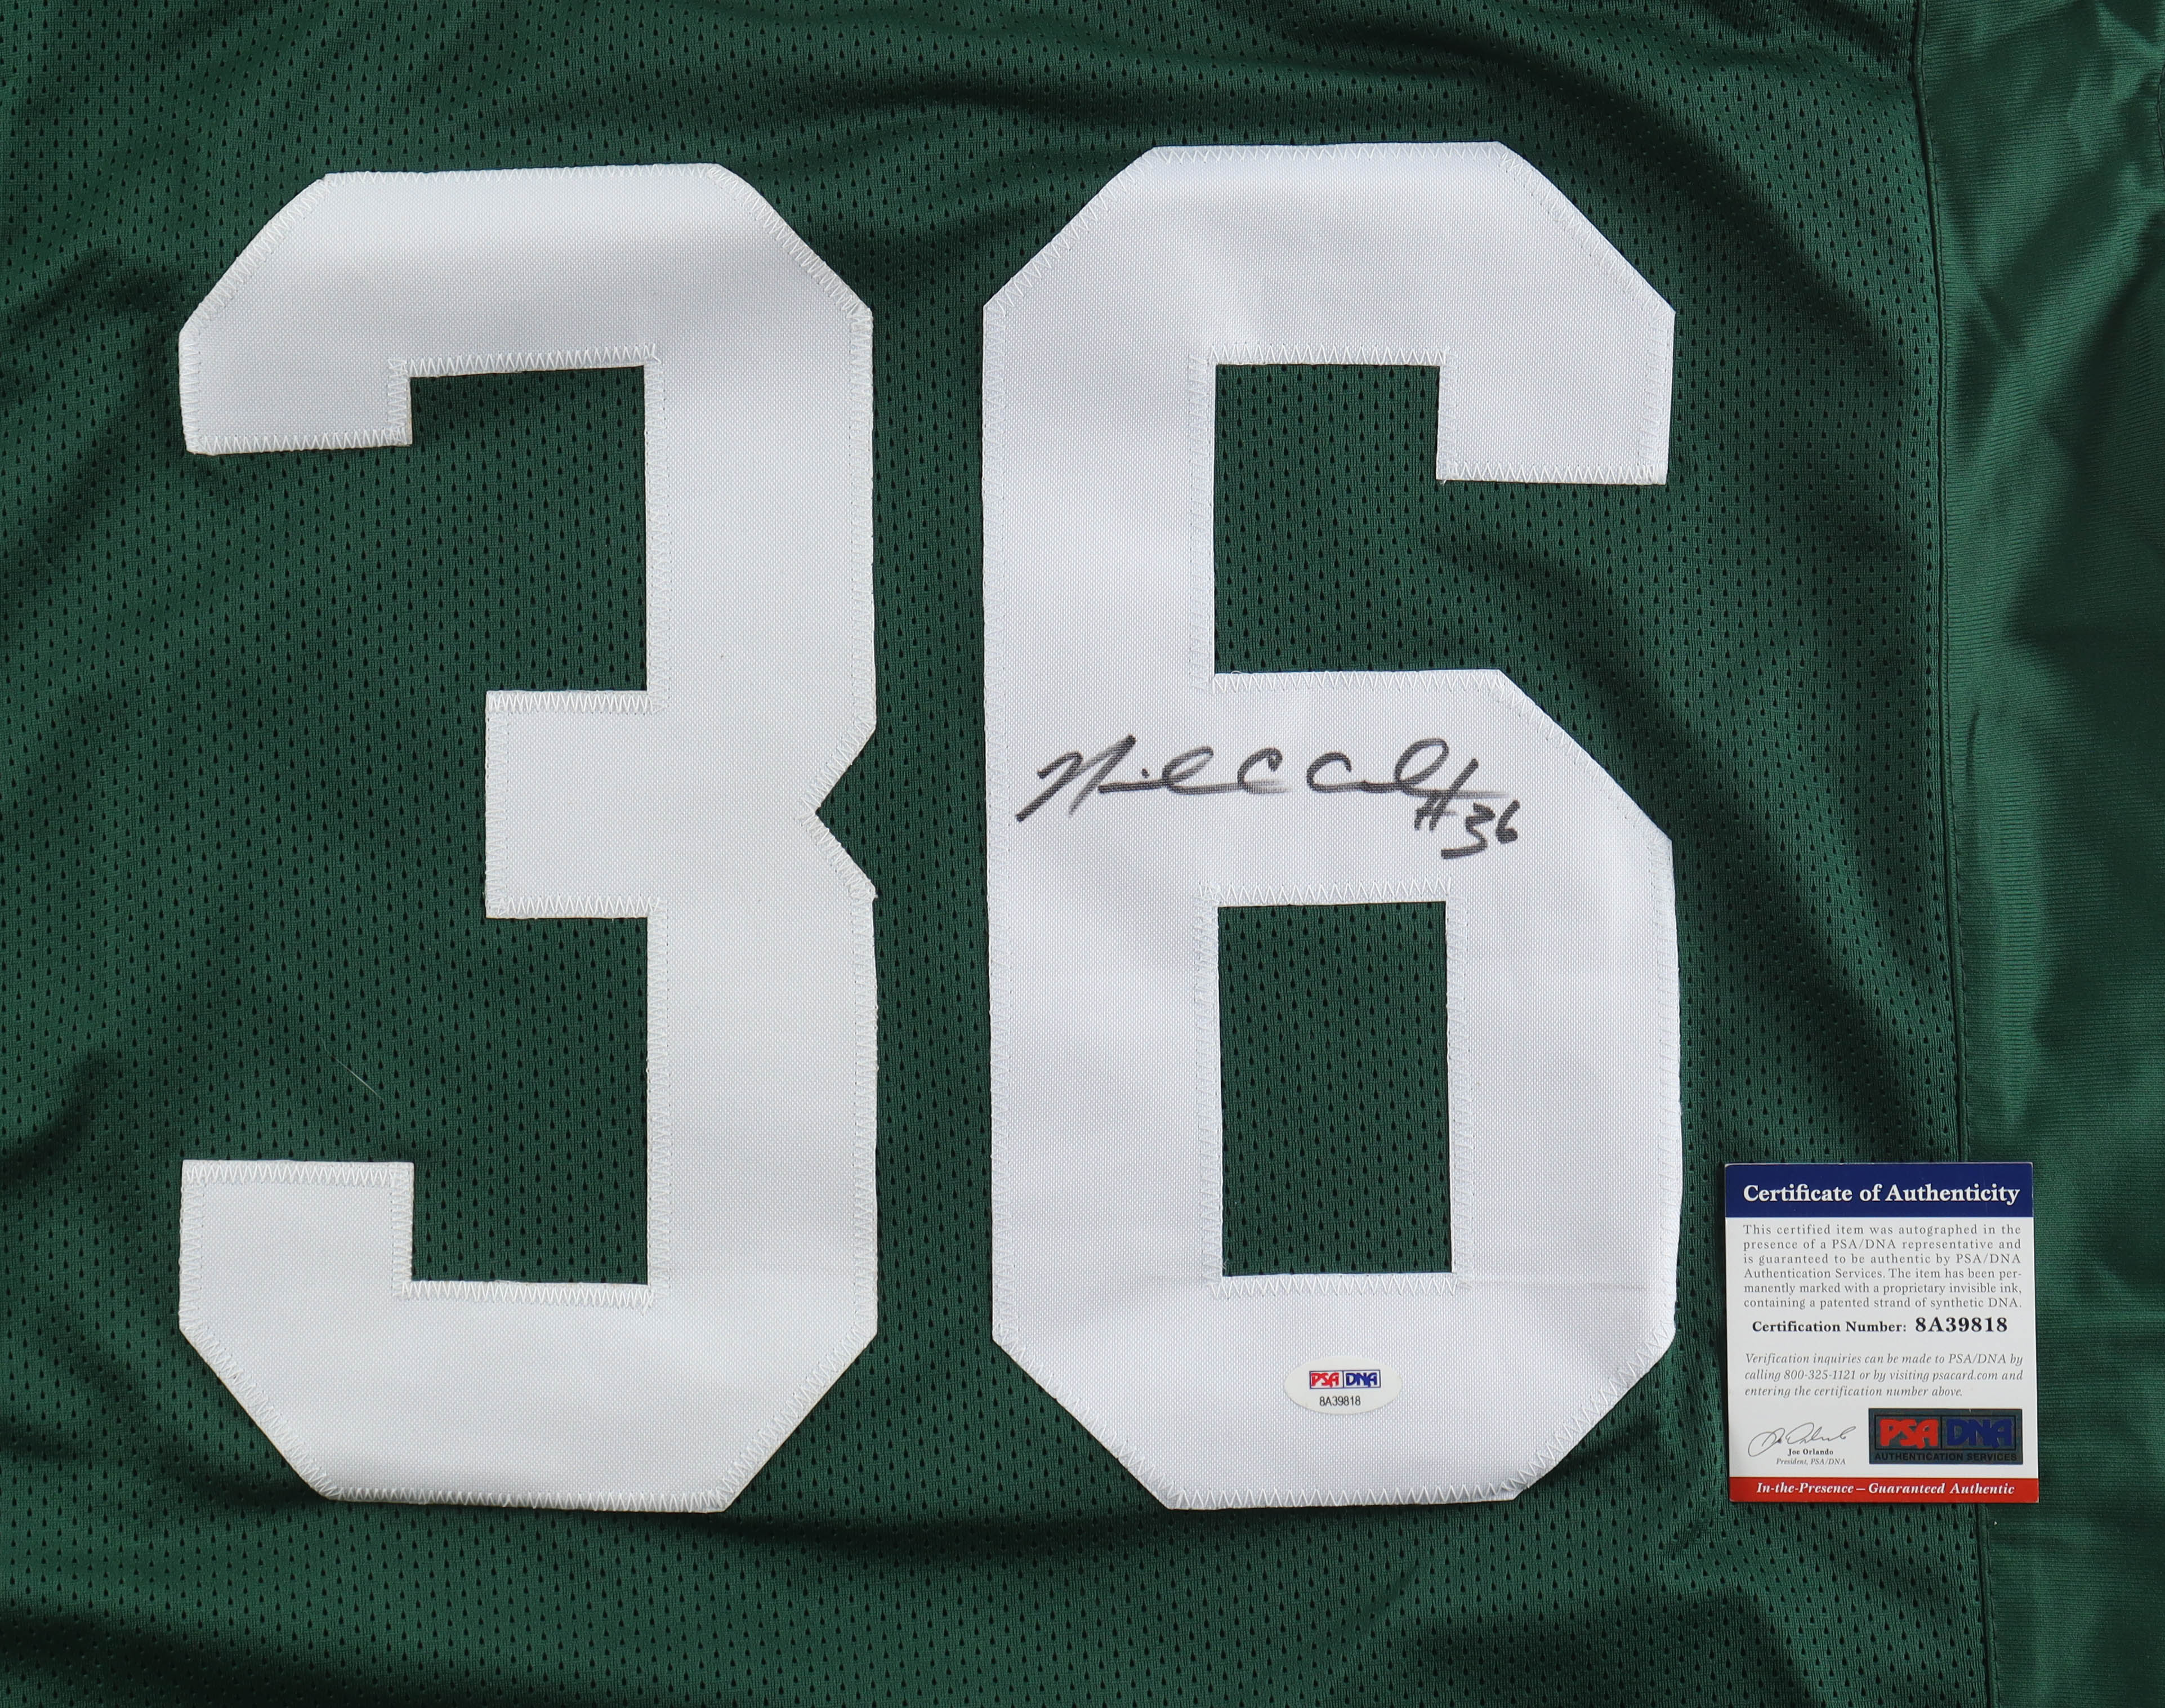 36
Nick C Collins #36
PSA DNA
8A39818
Certificate of Authenticity
This certified item was autographed in the
presence of a PSA/DNA representative and
is guaranteed to be authentic by PSA/DNA
Authentication Services. The item has been per-
manently marked with a proprietary invisible ink,
containing a patented strand of synthetic DNA.
Certification Number: 8A39818
Verification inquiries can be made to PSA/DNA by
calling 800-325-1121 or by visiting psacard.com and
entering the certification number above.
Joe Orlando
President, PSA/DNA
PSA DNA
AUTHENTICATION SERVICES
In-the-Presence – Guaranteed Authentic